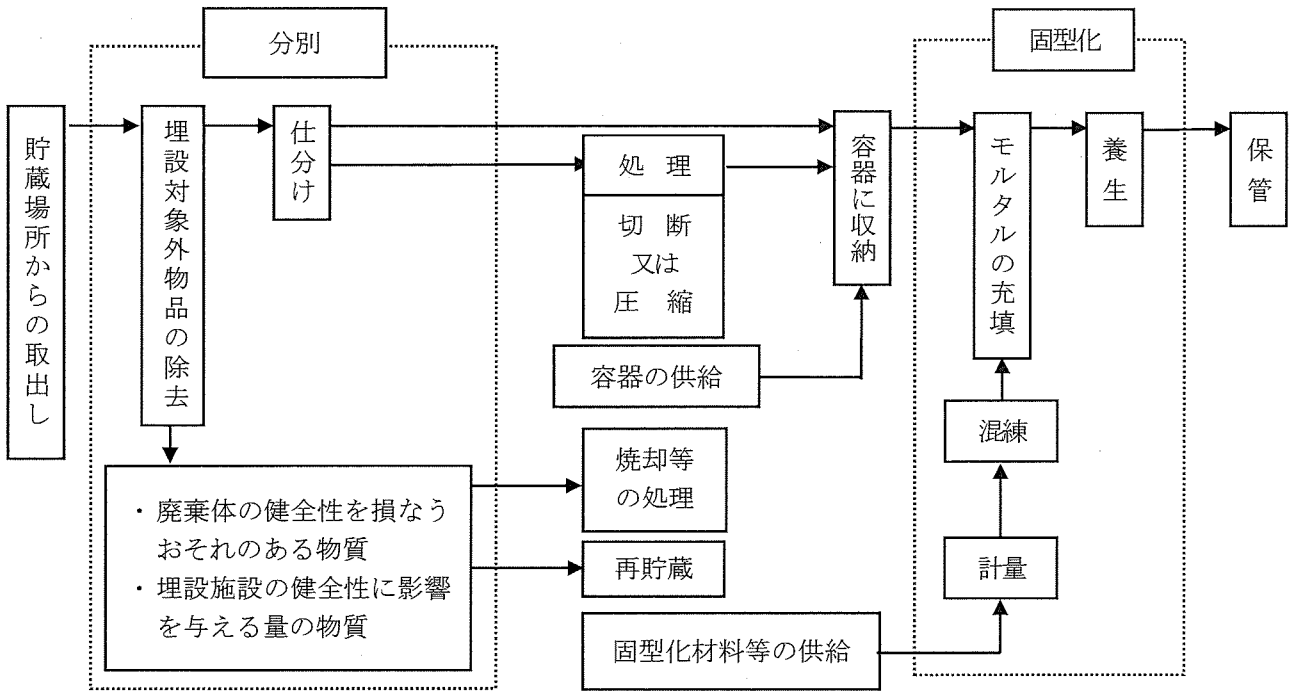 分別
固型化
貯蔵場所からの取出し
埋設対象外物品の除去
仕分け
処 理
切 断
又は
圧 縮
容器に収納
モルタルの充填
養生
保管
容器の供給
混練
焼却等
の処理
・ 廃棄体の健全性を損なう
おそれのある物質
・ 埋設施設の健全性に影響
を与える量の物質
再貯蔵
計量
固型化材料等の供給